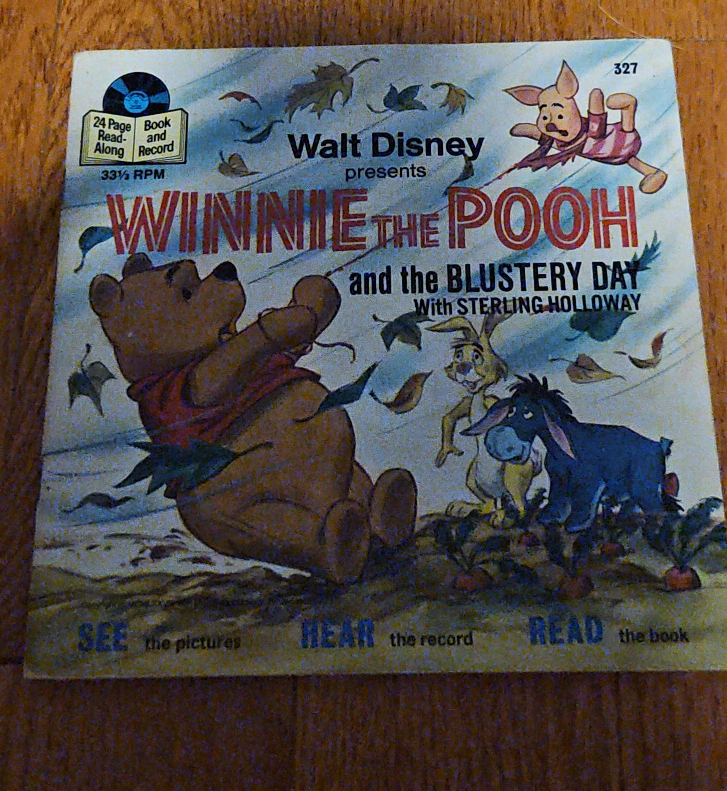 327
24 Page
Read-
Along
Book
and
Record
33⅓ RPM
Walt Disney
presents
WINNIE THE POOH
and the BLUSTERY DAY
With STERLING HOLLOWAY
SEE the pictures HEAR the record READ the book